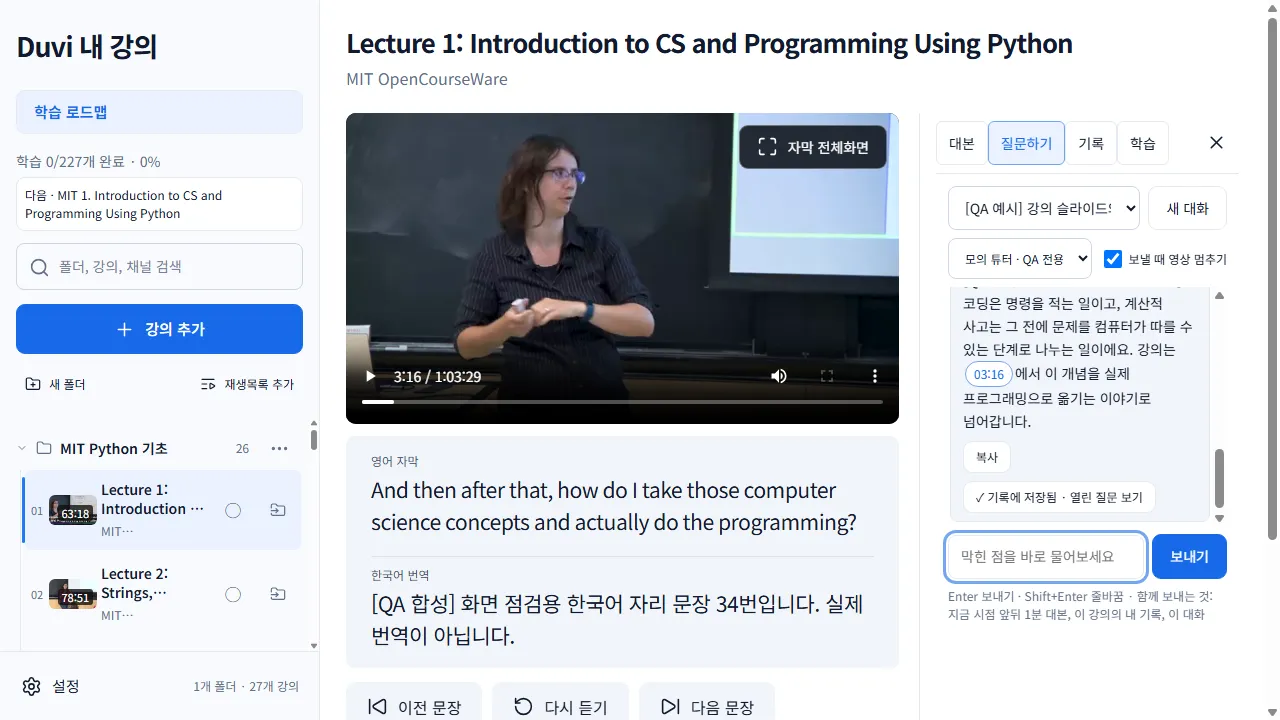 Duvi 내 강의
학습 로드맵
학습 0/227개 완료 · 0%
다음 · MIT 1. Introduction to CS and
Programming Using Python
폴더, 강의, 채널 검색
강의 추가
새 폴더
재생목록 추가
MIT Python 기초
26
01
63:18
Lecture 1:
Introduction ···
MIT···
02
78:51
Lecture 2:
Strings,···
MIT···
설정
1개 폴더 · 27개 강의
Lecture 1: Introduction to CS and Programming Using Python
MIT OpenCourseWare
자막 전체화면
3:16 / 1:03:29
영어 자막
And then after that, how do I take those computer
science concepts and actually do the programming?
한국어 번역
[QA 합성] 화면 점검용 한국어 자리 문장 34번입니다. 실제
번역이 아닙니다.
이전 문장
다시 듣기
다음 문장
대본
질문하기
기록
학습
[QA 예시] 강의 슬라이드
새 대화
모의 튜터 · QA 전용
보낼 때 영상 멈추기
코딩은 명령을 적는 일이고, 계산적
사고는 그 전에 문제를 컴퓨터가 따를 수
있는 단계로 나누는 일이에요. 강의는
03:16 에서 이 개념을 실제
프로그래밍으로 옮기는 이야기로
넘어갑니다.
복사
✓ 기록에 저장됨 · 열린 질문 보기
막힌 점을 바로 물어보세요
보내기
Enter 보내기 · Shift+Enter 줄바꿈 · 함께 보내는 것:
지금 시점 앞뒤 1분 대본, 이 강의의 내 기록, 이 대화